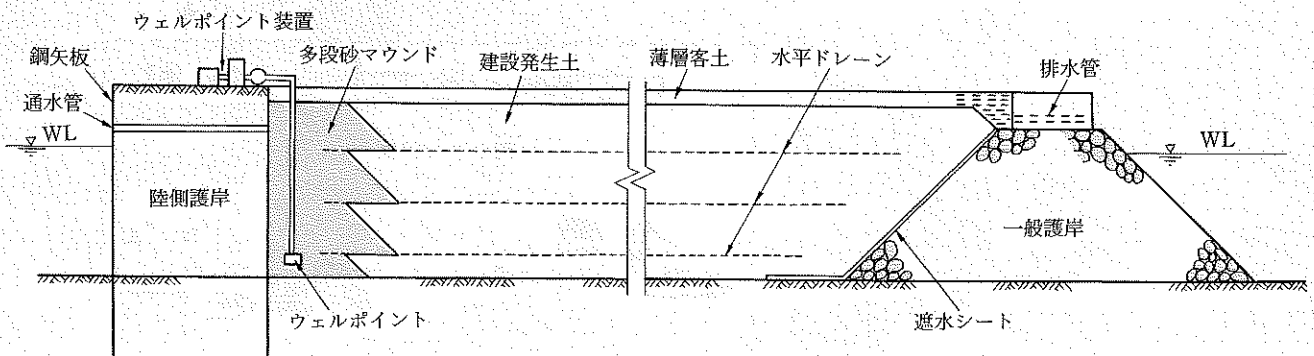 ウェルポイント装置
鋼矢板
多段砂マウンド
建設発生土
薄層客土
水平ドレーン
排水管
通水管
WL
WL
陸側護岸
一般護岸
ウェルポイント
遮水シート